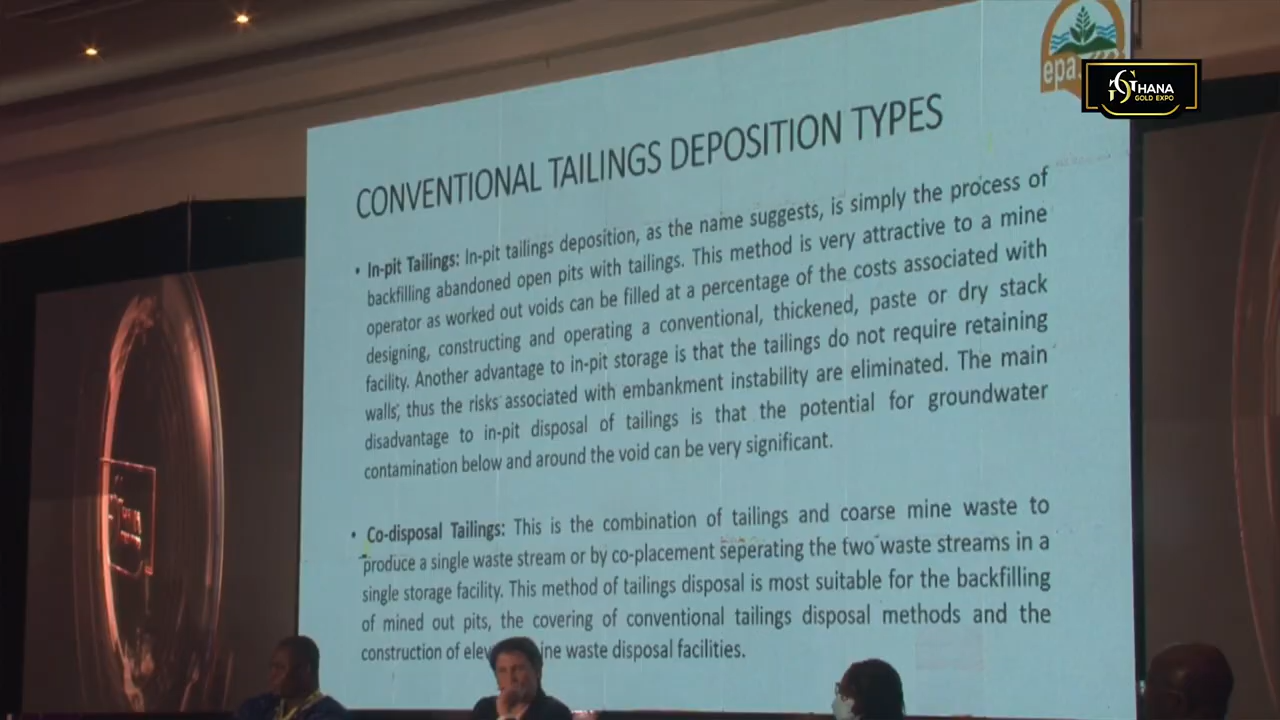 epa
GHANA
GOLD EXPO
CONVENTIONAL TAILINGS DEPOSITION TYPES
• In-pit Tailings: In-pit tailings deposition, as the name suggests, is simply the process of
backfilling abandoned open pits with tailings. This method is very attractive to a mine
operator as worked out voids can be filled at a percentage of the costs associated with
designing, constructing and operating a conventional, thickened, paste or dry stack
facility. Another advantage to in-pit storage is that the tailings do not require retaining
walls, thus the risks associated with embankment instability are eliminated. The main
disadvantage to in-pit disposal of tailings is that the potential for groundwater
contamination below and around the void can be very significant.
• Co-disposal Tailings: This is the combination of tailings and coarse mine waste to
produce a single waste stream or by co-placement seperating the two waste streams in a
single storage facility. This method of tailings disposal is most suitable for the backfilling
of mined out pits, the covering of conventional tailings disposal methods and the
construction of waste disposal facilities.